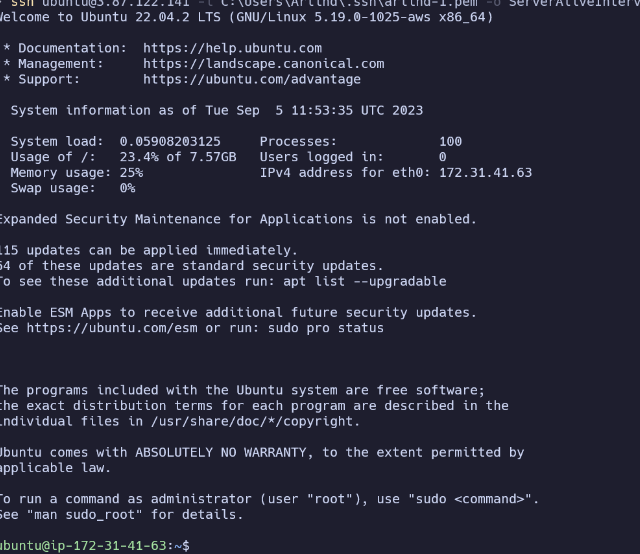 ssh ubuntu@3.87.122.141 -i C:\Users\Arlind\.ssh\arlind-1.pem -o ServerAliveInterv
Welcome to Ubuntu 22.04.2 LTS (GNU/Linux 5.19.0-1025-aws x86_64)
* Documentation: https://help.ubuntu.com
* Management: https://landscape.canonical.com
* Support: https://ubuntu.com/advantage
System information as of Tue Sep 5 11:53:35 UTC 2023
System load: 0.05908203125 Processes: 100
Usage of /: 23.4% of 7.57GB Users logged in: 0
Memory usage: 25% IPv4 address for eth0: 172.31.41.63
Swap usage: 0%
Expanded Security Maintenance for Applications is not enabled.
115 updates can be applied immediately.
64 of these updates are standard security updates.
To see these additional updates run: apt list --upgradable
Enable ESM Apps to receive additional future security updates.
See https://ubuntu.com/esm or run: sudo pro status
The programs included with the Ubuntu system are free software;
the exact distribution terms for each program are described in the
individual files in /usr/share/doc/*/copyright.
Ubuntu comes with ABSOLUTELY NO WARRANTY, to the extent permitted by
applicable law.
To run a command as administrator (user "root"), use "sudo <command>".
See "man sudo_root" for details.
ubuntu@ip-172-31-41-63:~$